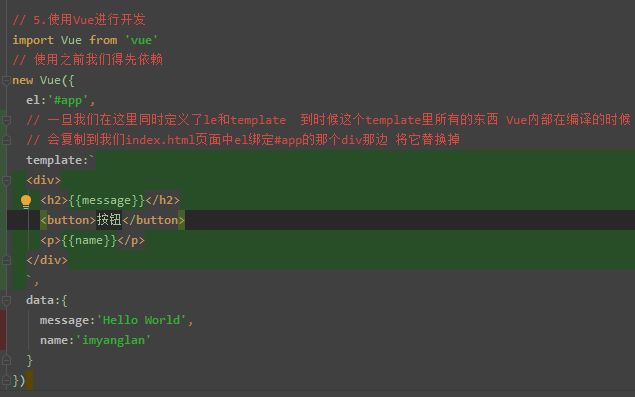 // 5.使用Vue进行开发
import Vue from 'vue'
// 使用之前我们得先依赖
new Vue({
  el:'#app',
  // 一旦我们在这里同时定义了le和template  到时候这个template里所有的东西 Vue内部在编译的时候
  // 会复制到我们index.html页面中el绑定#app的那个div那边 将它替换掉
  template:`
  <div>
    <h2>{{message}}</h2>
    <button>按钮</button>
    <p>{{name}}</p>
  </div>
  `,
  data:{
    message:'Hello World',
    name:'imyanglan'
  }
})